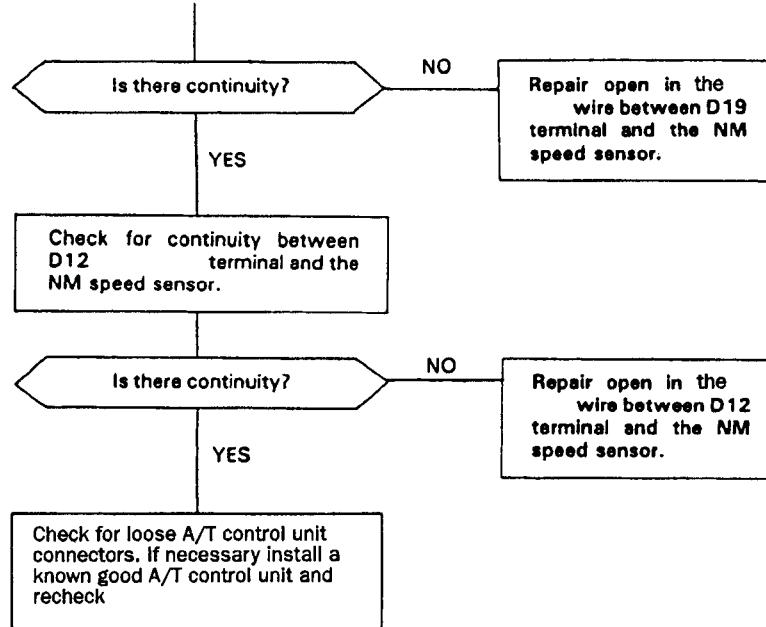 Is there continuity?
NO
Repair open in the
wire between D19
terminal and the NM
speed sensor.
YES
Check for continuity between
D12 terminal and the
NM speed sensor.
Is there continuity?
NO
Repair open in the
wire between D12
terminal and the NM
speed sensor.
YES
Check for loose A/T control unit
connectors. If necessary install a
known good A/T control unit and
recheck